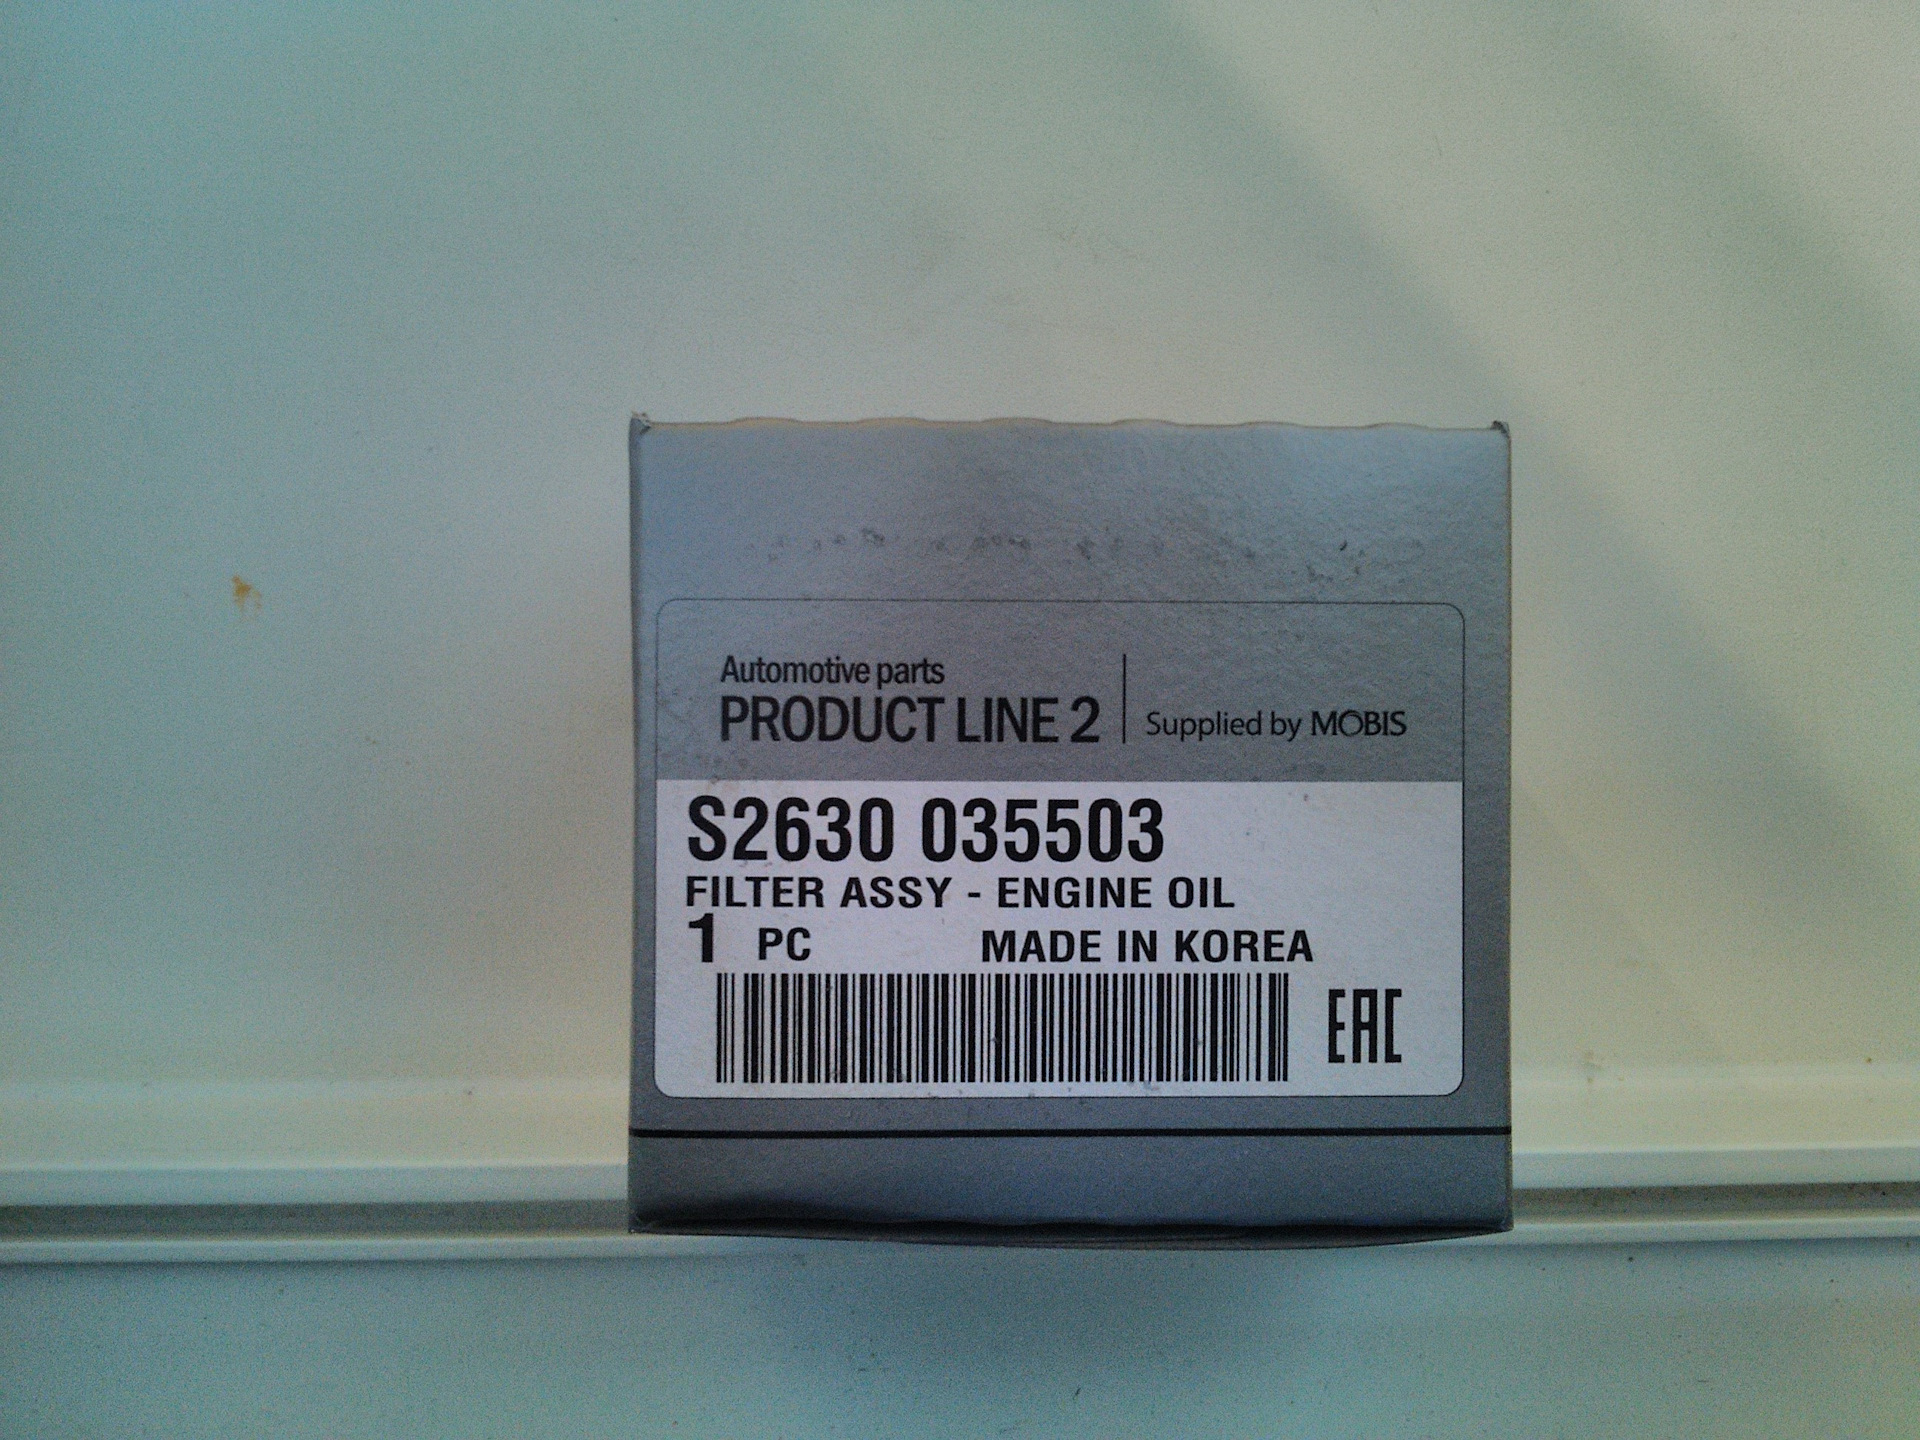 Automotive parts
PRODUCT LINE 2
Supplied by MOBIS
S2630 035503
FILTER ASSY - ENGINE OIL
1 PC MADE IN KOREA
EAC